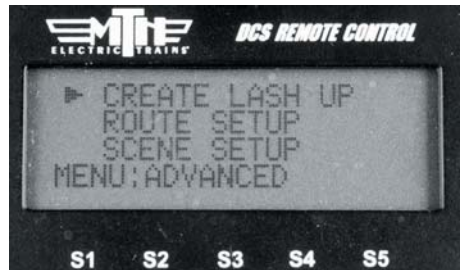 MTH
ELECTRIC TRAINS
DCS REMOTE CONTROL
CREATE LASH UP
ROUTE SETUP
SCENE SETUP
MENU:ADVANCED
S1 S2 S3 S4 S5